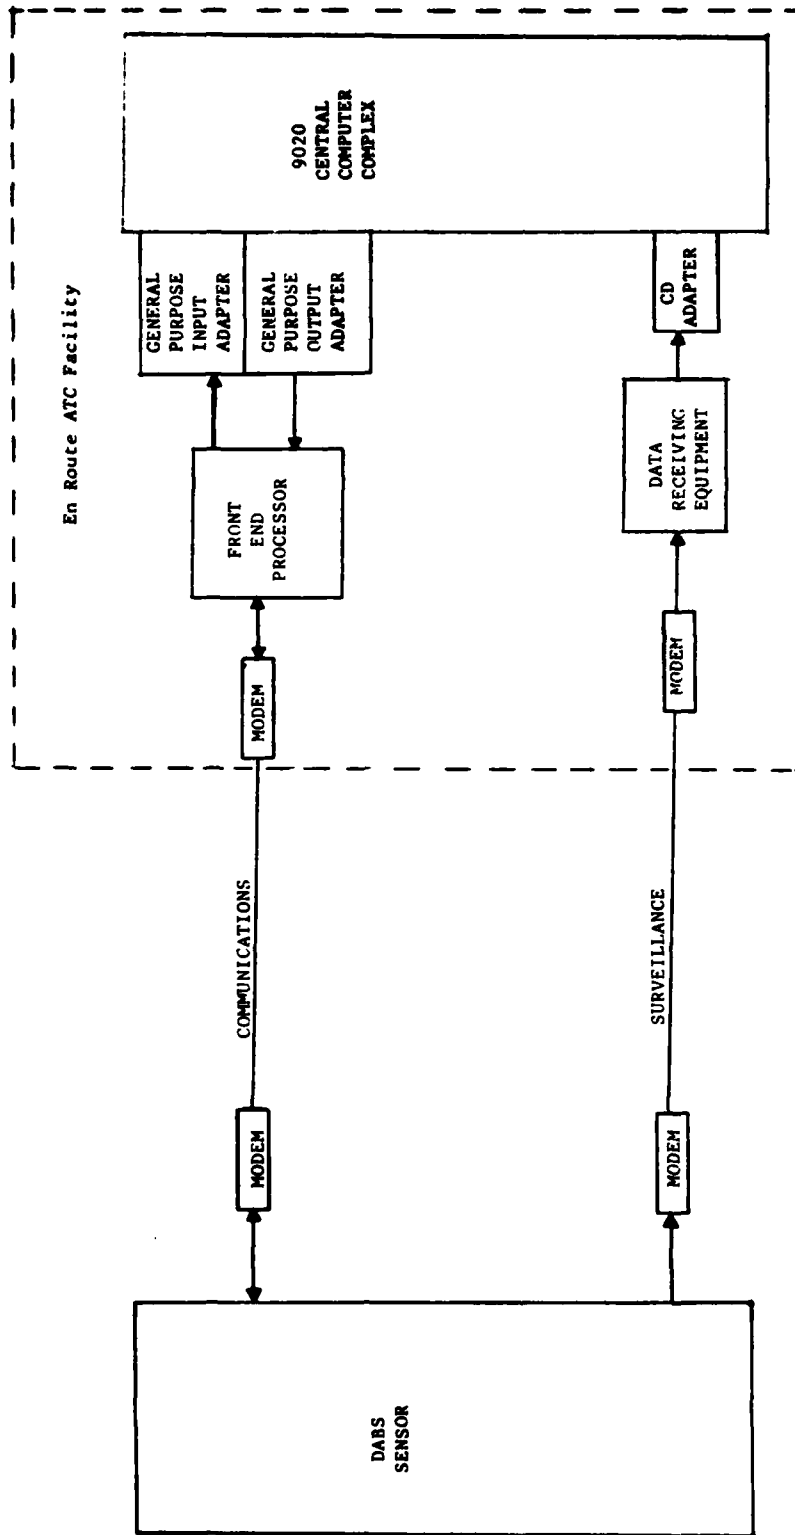 En Route ATC Facility
9020
CENTRAL
COMPUTER
COMPLEX
GENERAL
PURPOSE
INPUT
ADAPTER
GENERAL
PURPOSE
OUTPUT
ADAPTER
CD
ADAPTER
FRONT
END
PROCESSOR
DATA
RECEIVING
EQUIPMENT
MODEM
MODEM
COMMUNICATIONS
SURVEILLANCE
MODEM
MODEM
DABS
SENSOR